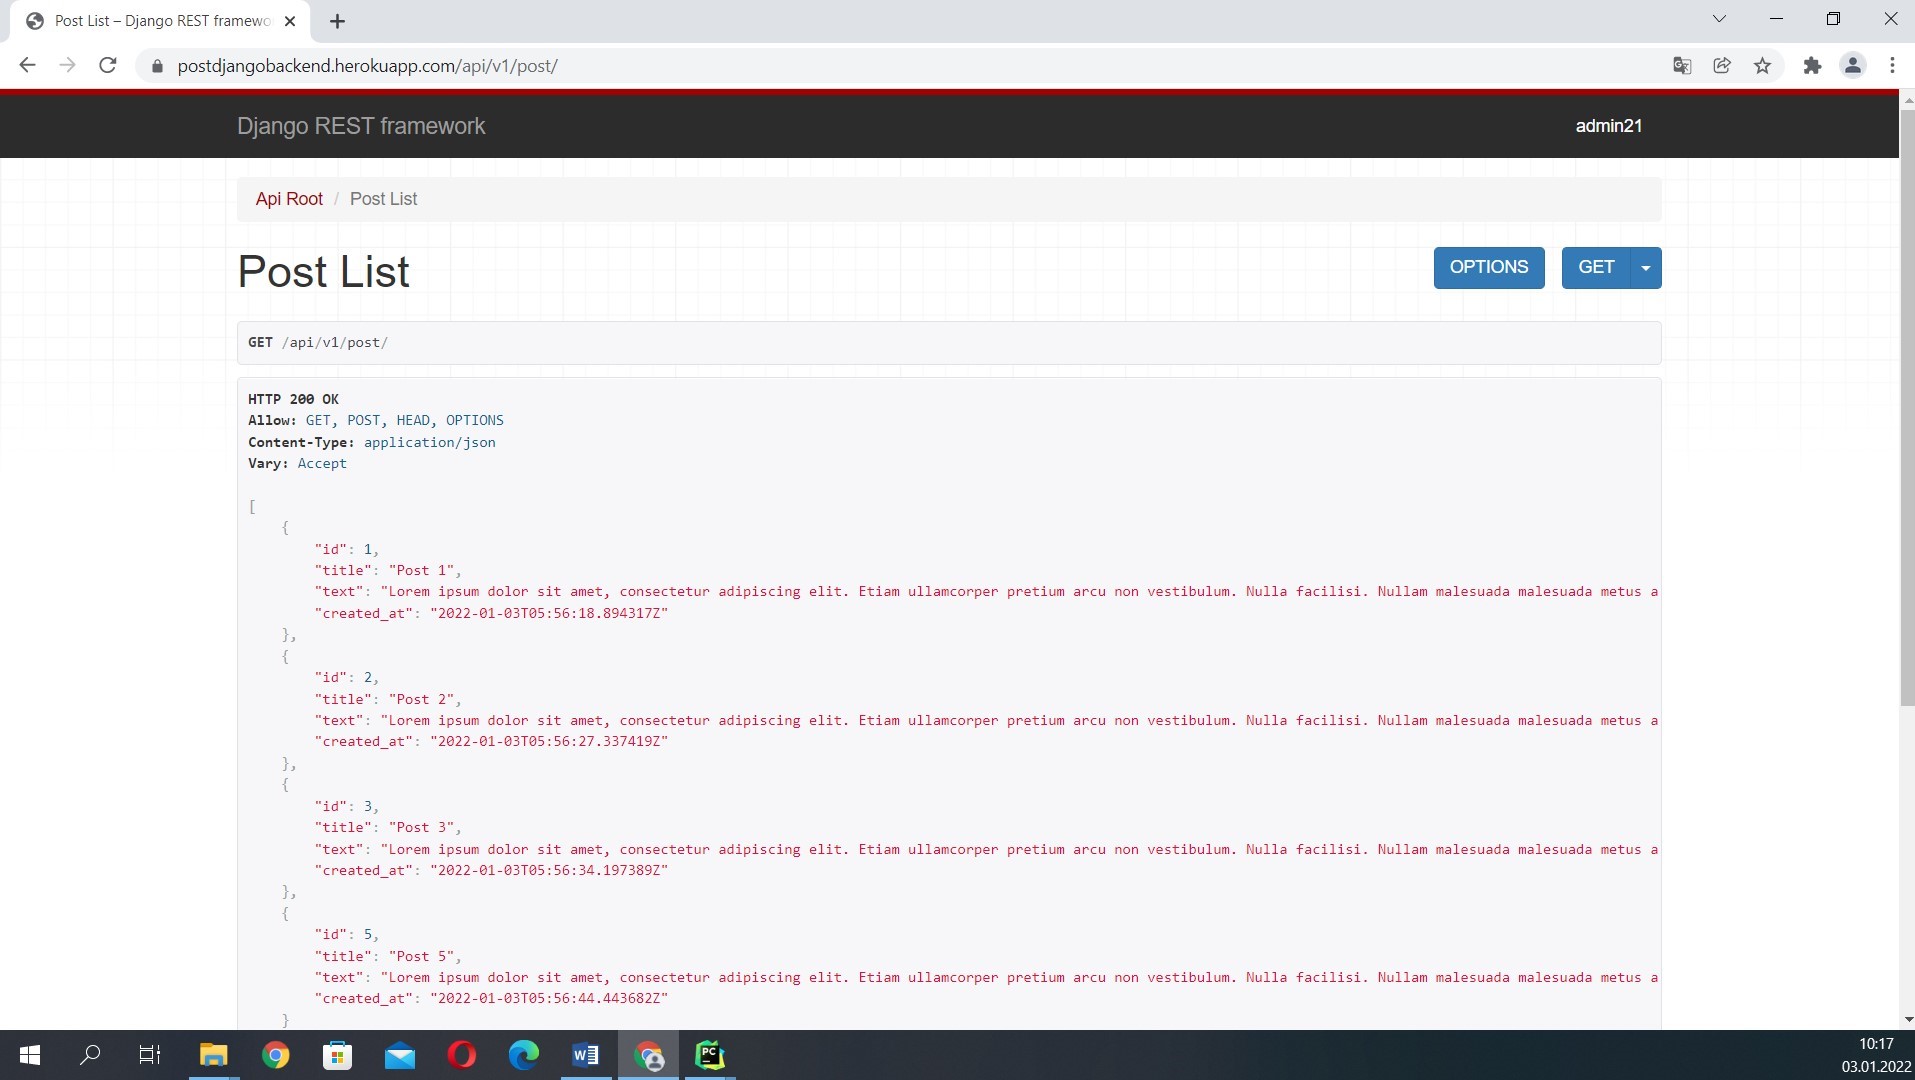 Post List – Django REST framewo
postdjangobackend.herokuapp.com/api/v1/post/
Django REST framework
admin21
Api Root / Post List
Post List
OPTIONS
GET
GET /api/v1/post/
HTTP 200 OK
Allow: GET, POST, HEAD, OPTIONS
Content-Type: application/json
Vary: Accept
[
{
"id": 1,
"title": "Post 1",
"text": "Lorem ipsum dolor sit amet, consectetur adipiscing elit. Etiam ullamcorper pretium arcu non vestibulum. Nulla facilisi. Nullam malesuada malesuada metus a
"created_at": "2022-01-03T05:56:18.894317Z"
},
{
"id": 2,
"title": "Post 2",
"text": "Lorem ipsum dolor sit amet, consectetur adipiscing elit. Etiam ullamcorper pretium arcu non vestibulum. Nulla facilisi. Nullam malesuada malesuada metus a
"created_at": "2022-01-03T05:56:27.337419Z"
},
{
"id": 3,
"title": "Post 3",
"text": "Lorem ipsum dolor sit amet, consectetur adipiscing elit. Etiam ullamcorper pretium arcu non vestibulum. Nulla facilisi. Nullam malesuada malesuada metus a
"created_at": "2022-01-03T05:56:34.197389Z"
},
{
"id": 5,
"title": "Post 5",
"text": "Lorem ipsum dolor sit amet, consectetur adipiscing elit. Etiam ullamcorper pretium arcu non vestibulum. Nulla facilisi. Nullam malesuada malesuada metus a
"created_at": "2022-01-03T05:56:44.443682Z"
}
W
PC
10:17
03.01.2022